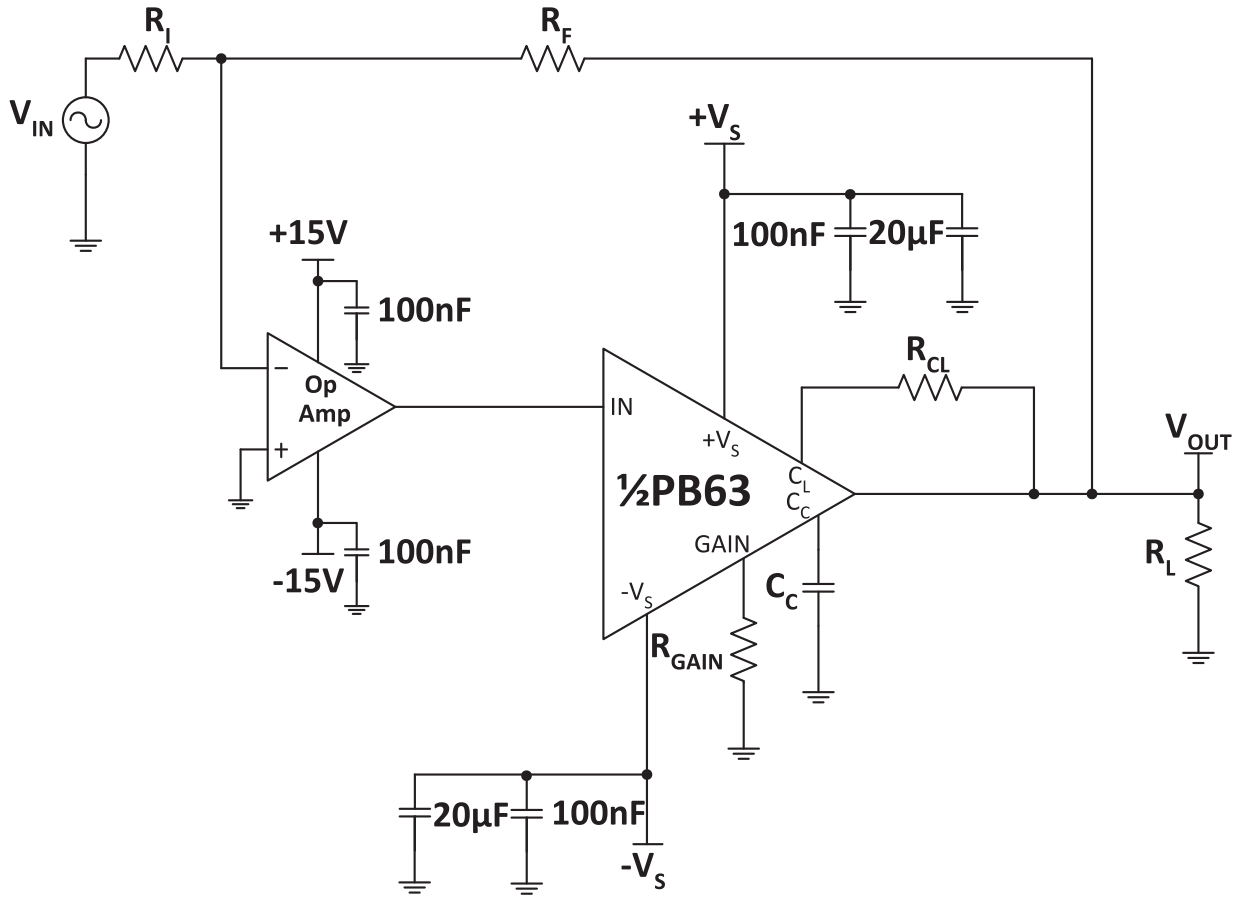 R_I
R_F
V_IN
+V_S
+15V
100nF
20µF
100nF
Op
Amp
−
+
IN
+V_S
½PB63
C_L
C_C
GAIN
-V_S
R_CL
V_OUT
R_L
-15V
100nF
C_C
R_GAIN
20µF
100nF
-V_S